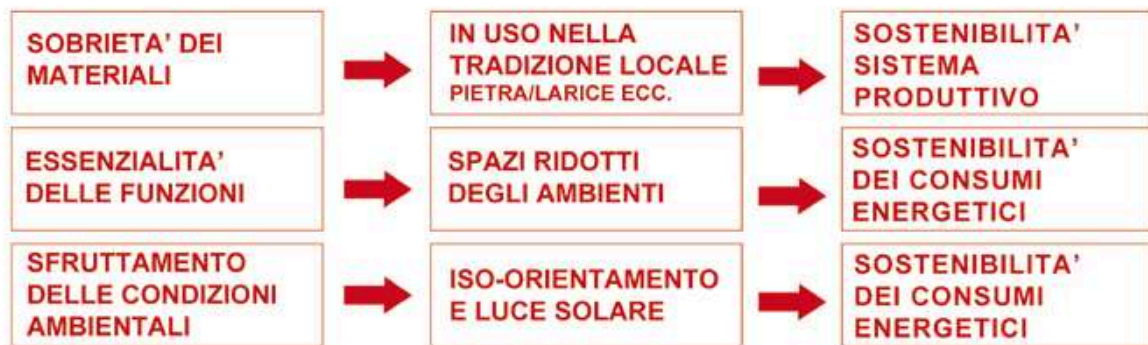 SOBRIETA' DEI
MATERIALI
IN USO NELLA
TRADIZIONE LOCALE
PIETRA/LARICE ECC.
SOSTENIBILITA'
SISTEMA
PRODUTTIVO
ESSENZIALITA'
DELLE FUNZIONI
SPAZI RIDOTTI
DEGLI AMBIENTI
SOSTENIBILITA'
DEI CONSUMI
ENERGETICI
SFRUTTAMENTO
DELLE CONDIZIONI
AMBIENTALI
ISO-ORIENTAMENTO
E LUCE SOLARE
SOSTENIBILITA'
DEI CONSUMI
ENERGETICI